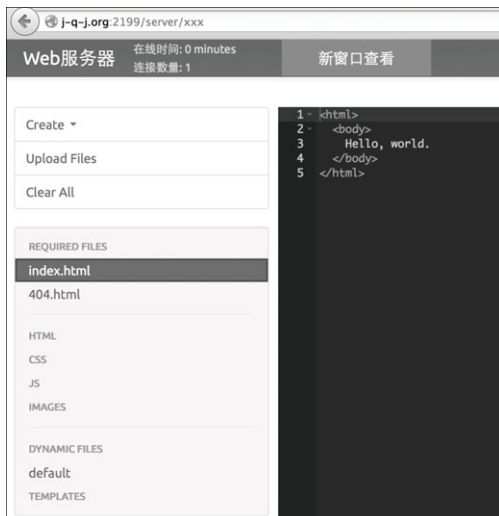 j-q-j.org:2199/server/xxx
Web服务器
在线时间: 0 minutes
连接数量: 1
新窗口查看
Create
Upload Files
Clear All
REQUIRED FILES
index.html
404.html
HTML
CSS
JS
IMAGES
DYNAMIC FILES
default
TEMPLATES
1 <html>
2 <body>
3 Hello, world.
4 </body>
5 </html>